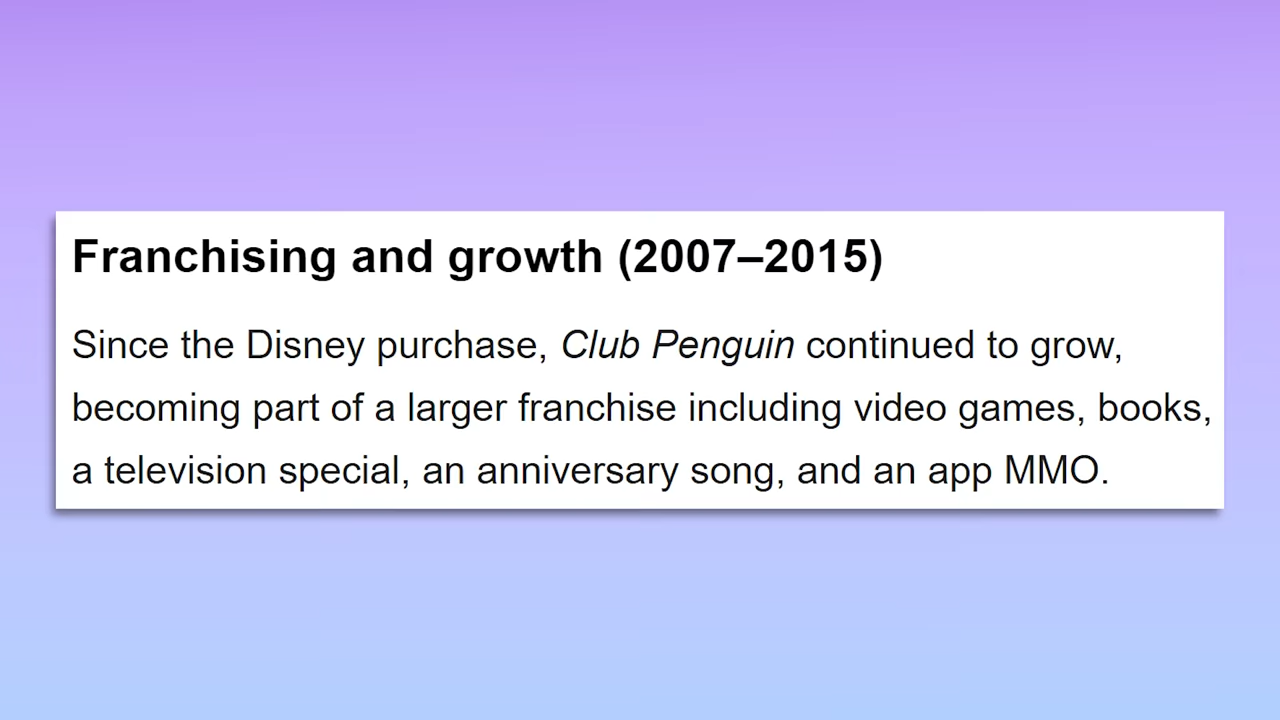 Franchising and growth (2007–2015)
Since the Disney purchase, Club Penguin continued to grow,
becoming part of a larger franchise including video games, books,
a television special, an anniversary song, and an app MMO.